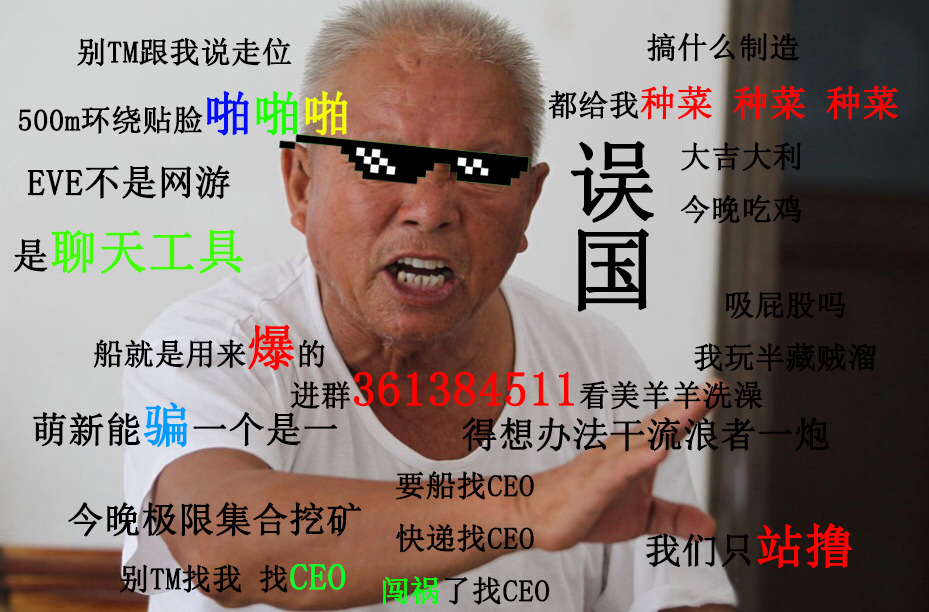 别TM跟我说走位
搞什么制造
500m环绕贴脸啪啪啪
都给我种菜 种菜 种菜
误国
大吉大利
EVE不是网游
今晚吃鸡
是聊天工具
吸屁股吗
船就是用来爆的
我玩半藏贼溜
进群361384511看美羊羊洗澡
萌新能骗一个是一
得想办法干流浪者一炮
要船找CEO
今晚极限集合挖矿
快递找CEO
我们只站撸
别TM找我 找CEO
闯祸了找CEO